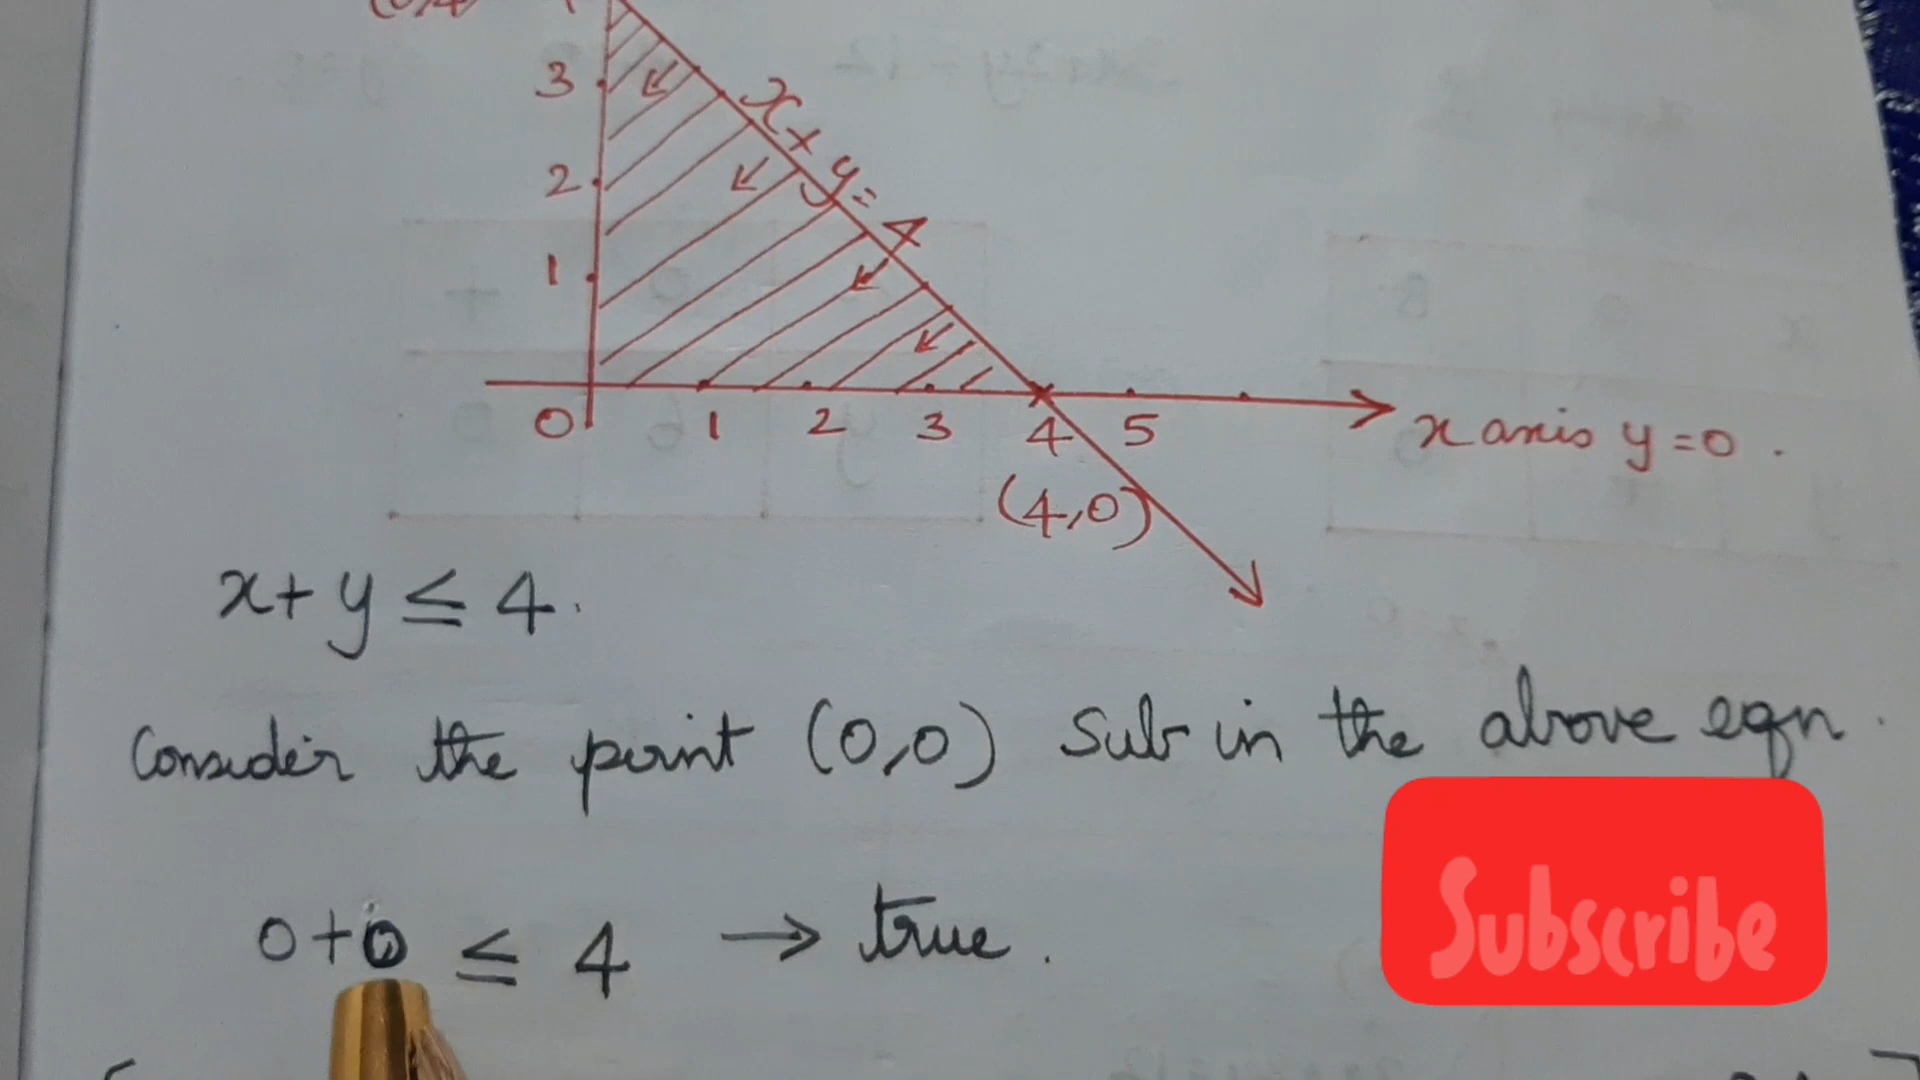 3
x+y=4
2
1
0 1 2 3 4 5
x axis y=0.
(4,0)
x+y ≤ 4.
Consider the point (0,0) Sub in the above eqn.
0+0 ≤ 4 → true.
Subscribe